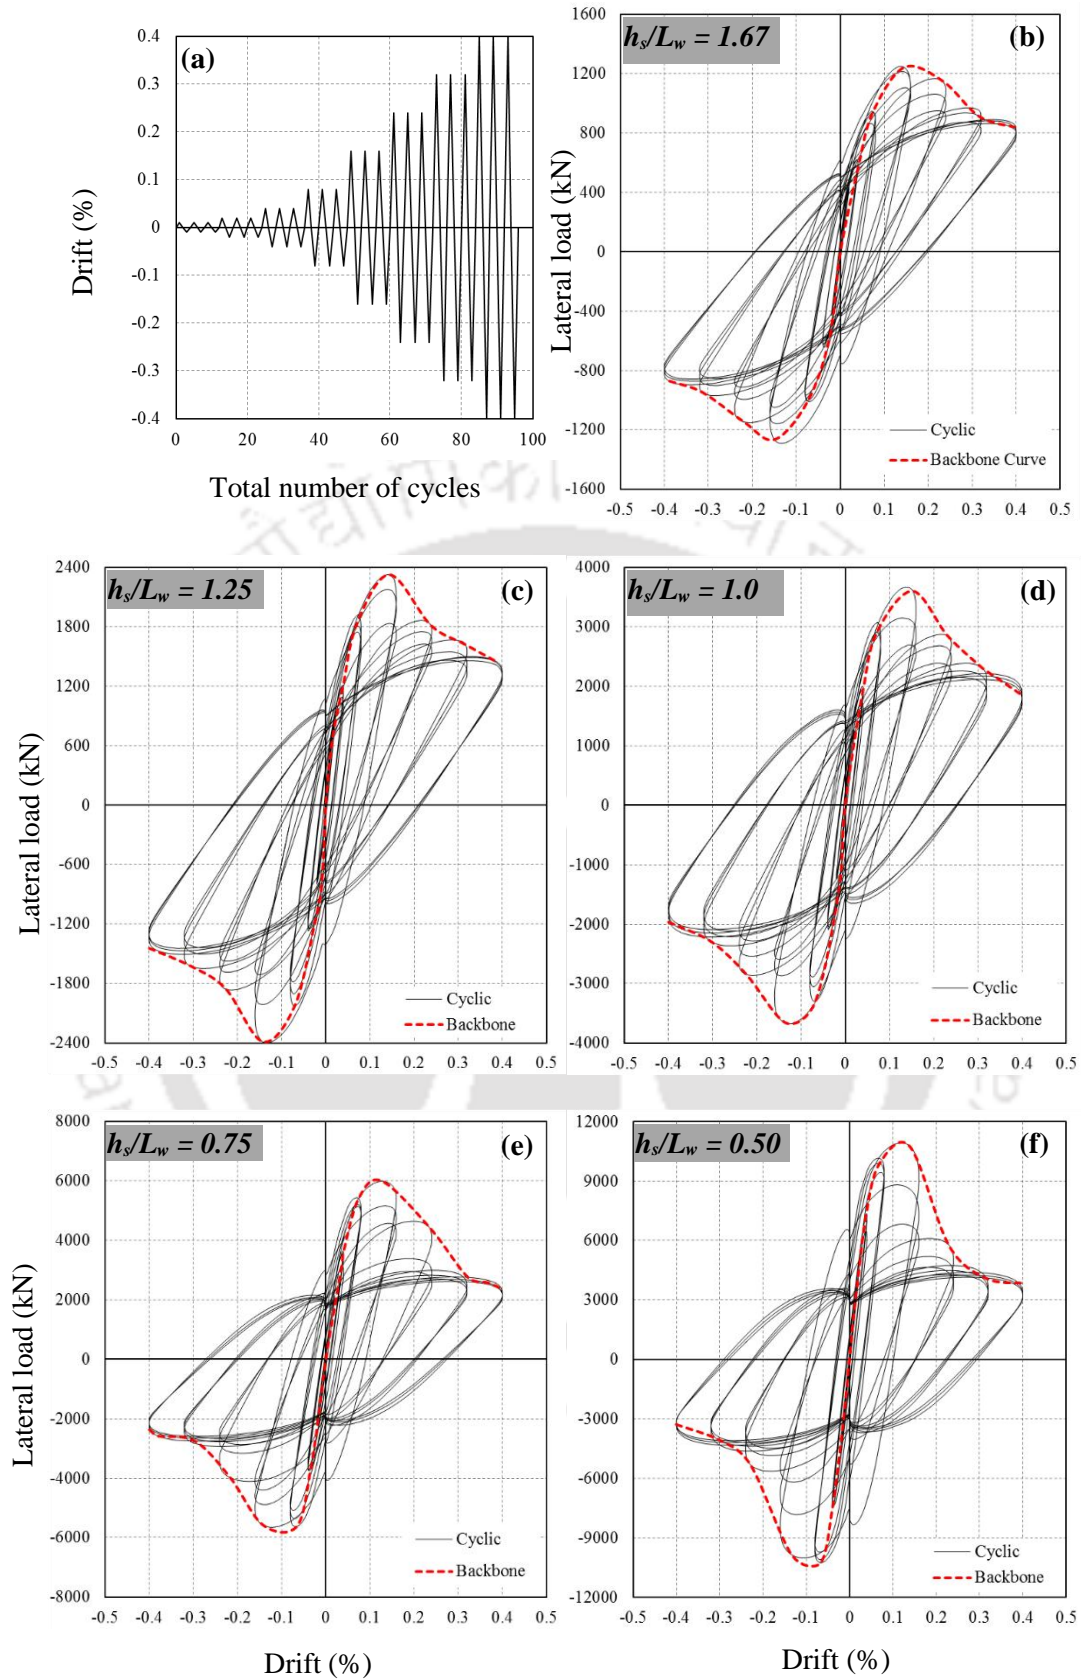 (a)
0.4
0.3
0.2
0.1
0
-0.1
-0.2
-0.3
-0.4
0 20 40 60 80 100
Drift (%)
Total number of cycles
hs/Lw = 1.67 (b)
1600
1200
800
400
0
-400
-800
-1200
-1600
-0.5 -0.4 -0.3 -0.2 -0.1 0 0.1 0.2 0.3 0.4 0.5
Lateral load (kN)
Cyclic
Backbone Curve
hs/Lw = 1.25 (c)
2400
1800
1200
600
0
-600
-1200
-1800
-2400
-0.5 -0.4 -0.3 -0.2 -0.1 0 0.1 0.2 0.3 0.4 0.5
Lateral load (kN)
Cyclic
Backbone
hs/Lw = 1.0 (d)
4000
3000
2000
1000
0
-1000
-2000
-3000
-4000
-0.5 -0.4 -0.3 -0.2 -0.1 0 0.1 0.2 0.3 0.4 0.5
Cyclic
Backbone
hs/Lw = 0.75 (e)
8000
6000
4000
2000
0
-2000
-4000
-6000
-8000
-0.5 -0.4 -0.3 -0.2 -0.1 0 0.1 0.2 0.3 0.4 0.5
Lateral load (kN)
Cyclic
Backbone
Drift (%)
hs/Lw = 0.50 (f)
12000
9000
6000
3000
0
-3000
-6000
-9000
-12000
-0.5 -0.4 -0.3 -0.2 -0.1 0 0.1 0.2 0.3 0.4 0.5
Cyclic
Backbone
Drift (%)